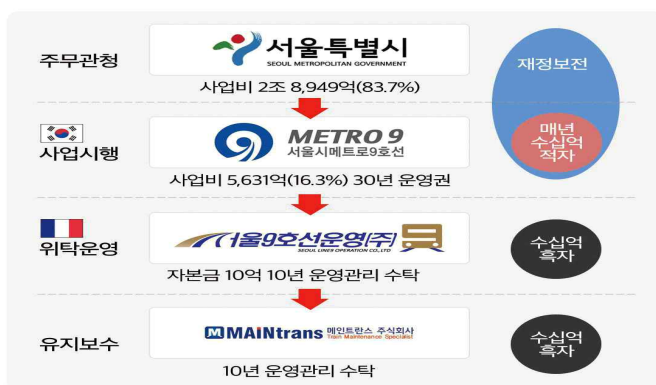 주무관청
서울특별시
SEOUL METROPOLITAN GOVERNMENT
사업비 2조 8,949억(83.7%)
재정보전
사업시행
METRO 9
서울시메트로9호선
사업비 5,631억(16.3%) 30년 운영권
매년
수십억
적자
위탁운영
서울9호선운영(주)
SEOUL LINE9 OPERATION CO., LTD
자본금 10억 10년 운영관리 수탁
수십억
흑자
유지보수
M MAINtrans 메인트란스 주식회사
Train Maintenance Specialist
10년 운영관리 수탁
수십억
흑자